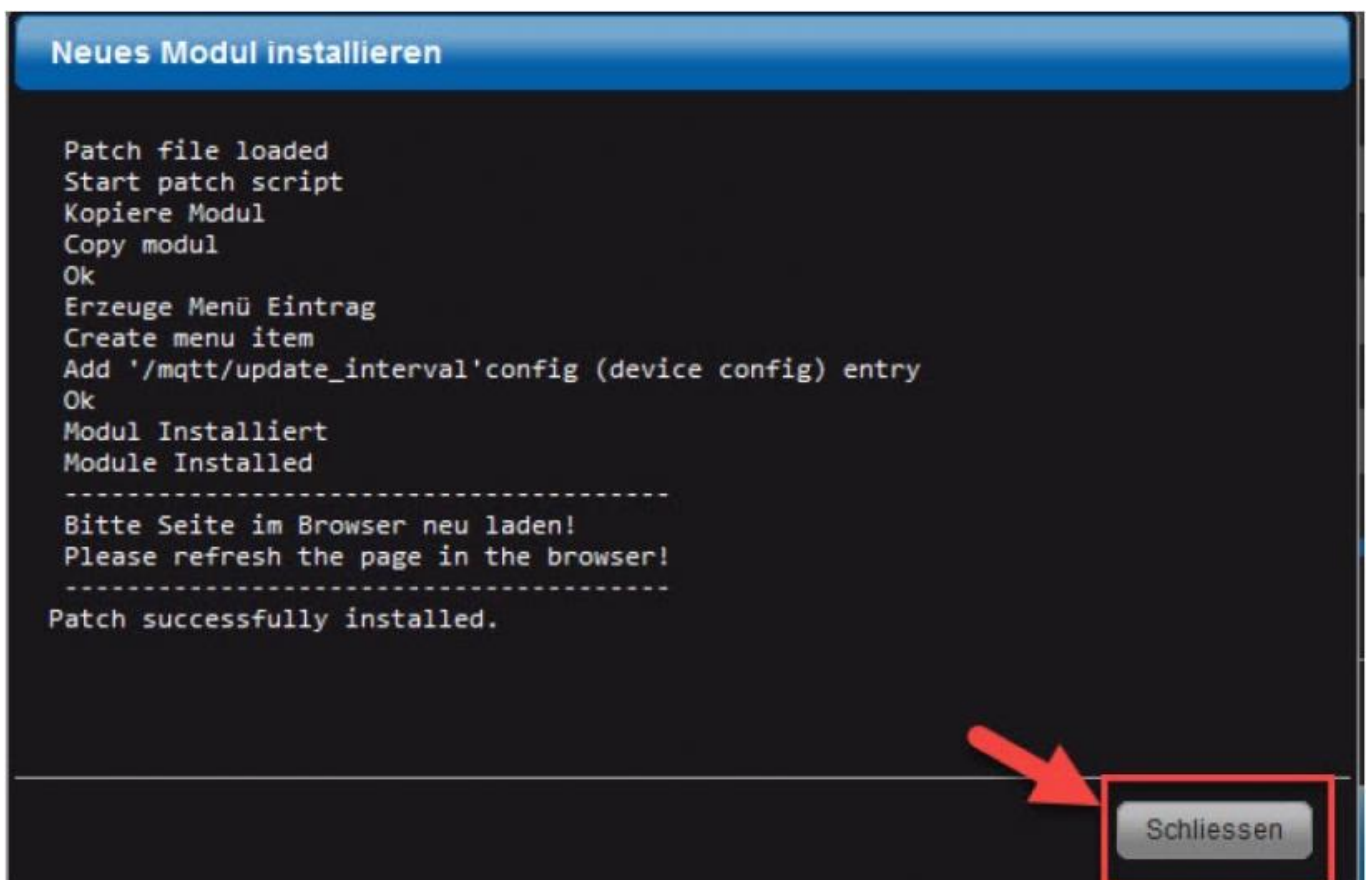 Neues Modul installieren
Patch file loaded
Start patch script
Kopiere Modul
Copy modul
Ok
Erzeuge Menü Eintrag
Create menu item
Add '/mqtt/update_interval'config (device config) entry
Ok
Modul Installiert
Module Installed
---------------------------------------
Bitte Seite im Browser neu laden!
Please refresh the page in the browser!
---------------------------------------
Patch successfully installed.
Schliessen